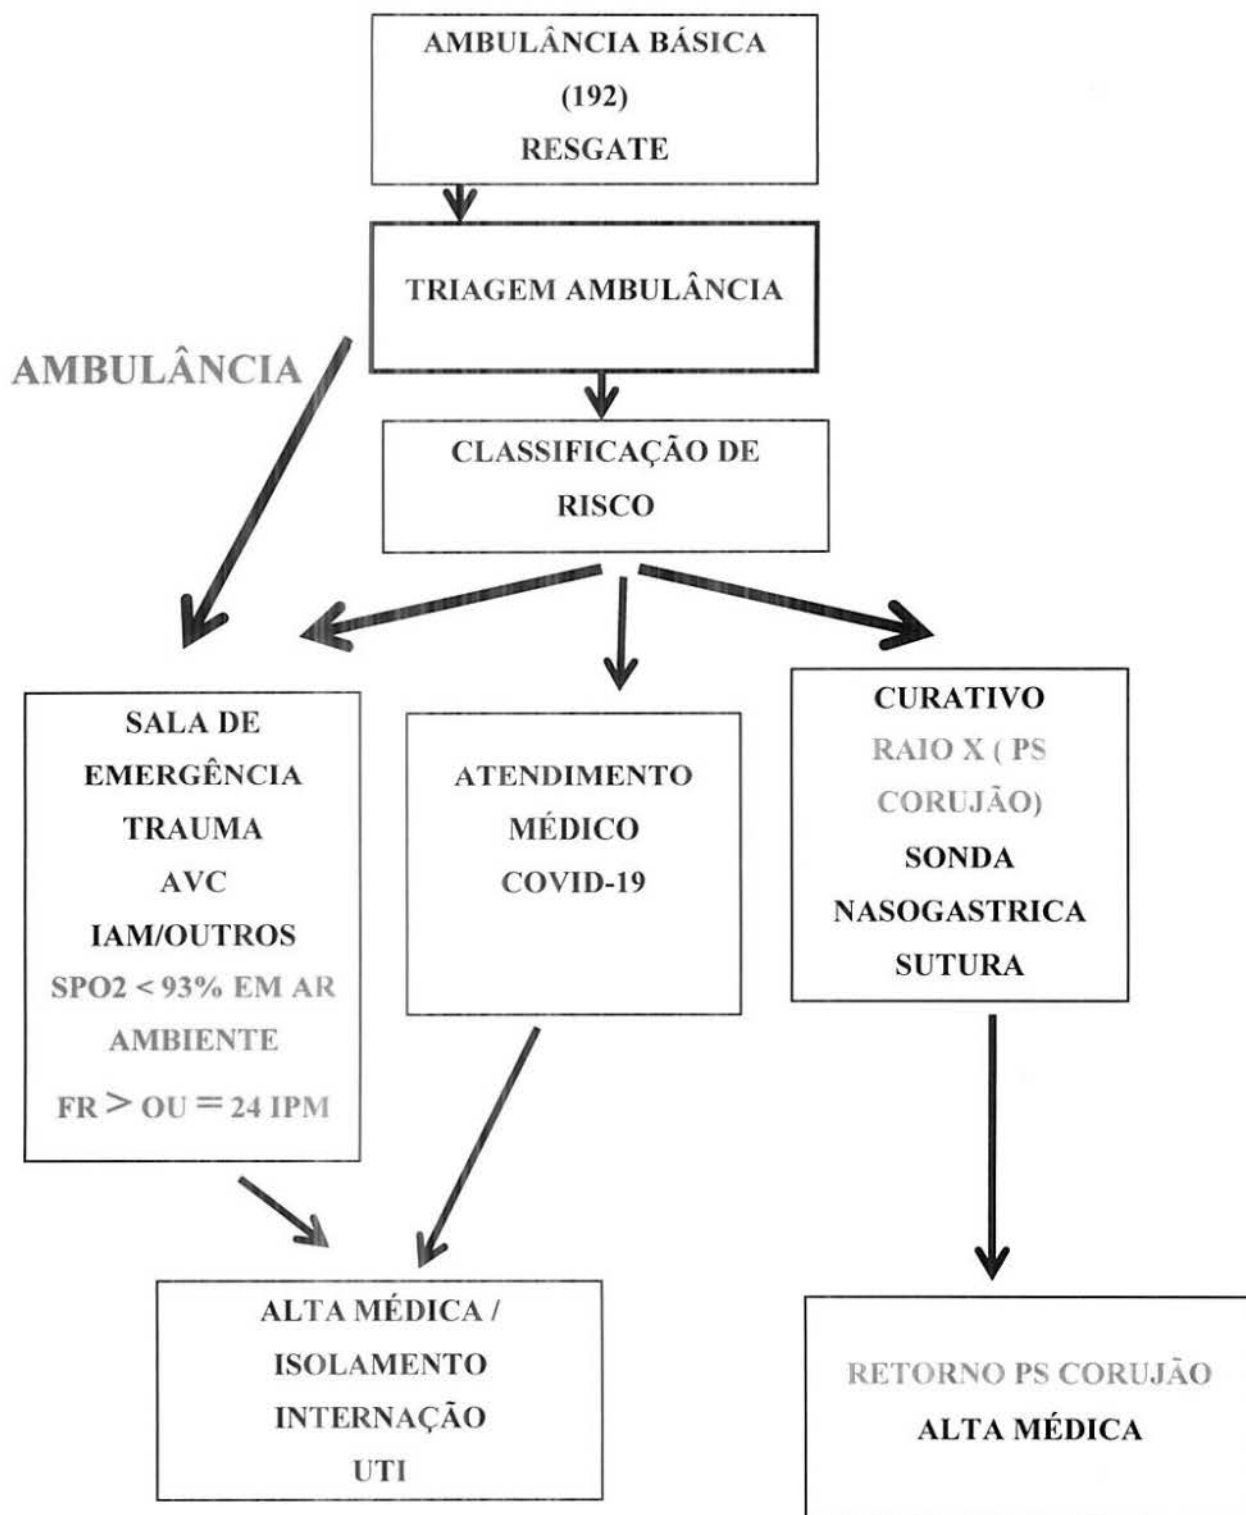 AMBULÂNCIA BÁSICA
(192)
RESGATE
TRIAGEM AMBULÂNCIA
AMBULÂNCIA
CLASSIFICAÇÃO DE
RISCO
SALA DE
EMERGÊNCIA
TRAUMA
AVC
IAM/OUTROS
SPO2 < 93% EM AR
AMBIENTE
FR > OU = 24 IPM
ATENDIMENTO
MÉDICO
COVID-19
CURATIVO
RAIO X ( PS
CORUJÃO)
SONDA
NASOGASTRICA
SUTURA
ALTA MÉDICA /
ISOLAMENTO
INTERNAÇÃO
UTI
RETORNO PS CORUJÃO
ALTA MÉDICA